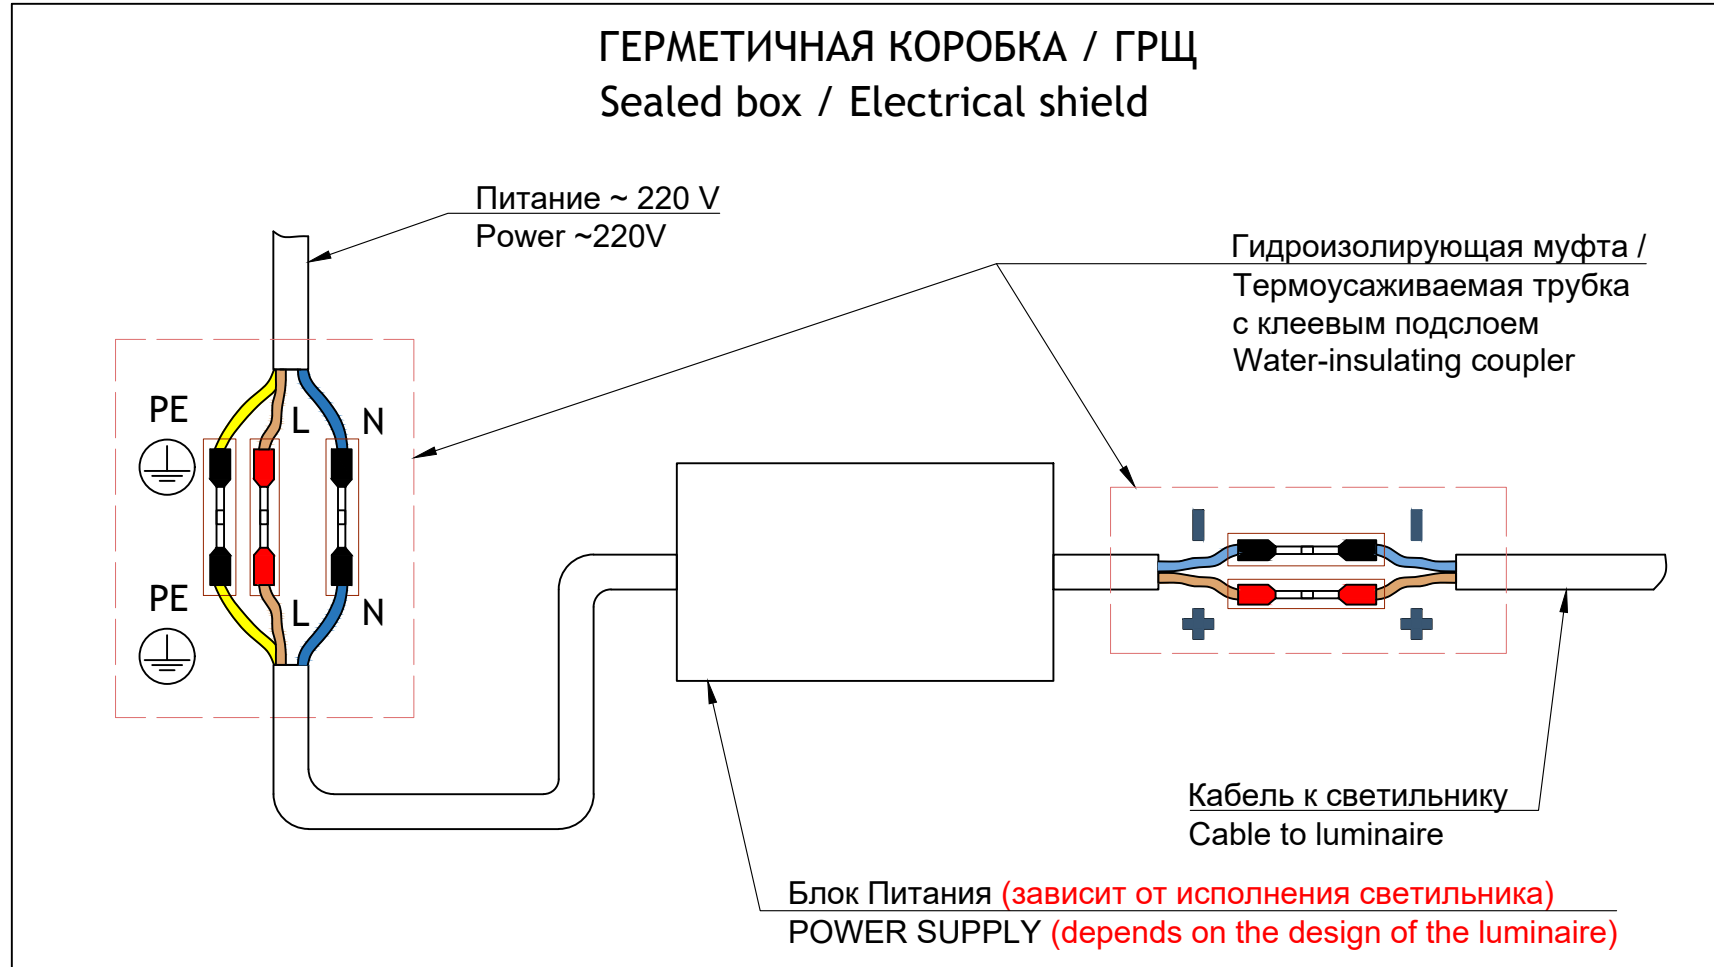 ГЕРМЕТИЧНАЯ КОРОБКА / ГРЩ
Sealed box / Electrical shield
Питание ~ 220 V
Power ~220V
Гидроизолирующая муфта /
Термоусаживаемая трубка
с клеевым подслоем
Water-insulating coupler
PE
L
N
PE
L
N
Кабель к светильнику
Cable to luminaire
Блок Питания (зависит от исполнения светильника)
POWER SUPPLY (depends on the design of the luminaire)